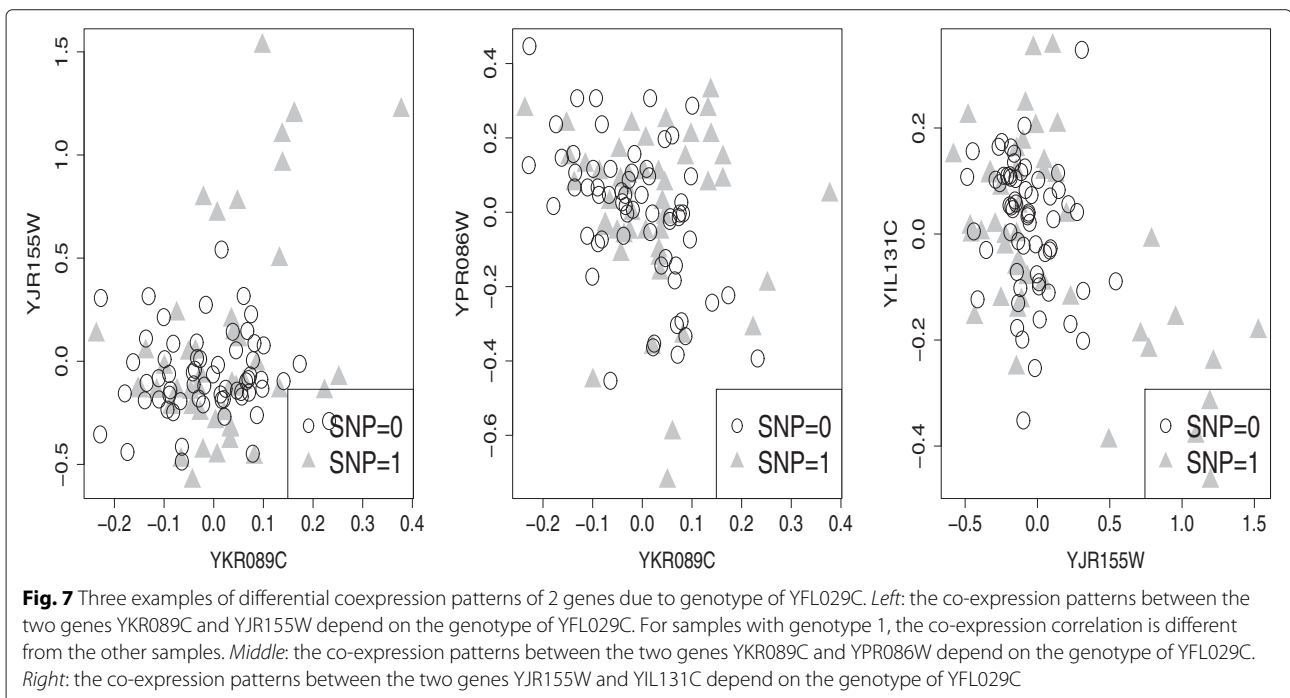 YJR155W
1.5
1.0
0.5
0.0
−0.5
−0.2 −0.1 0.0 0.1 0.2 0.3 0.4
YKR089C
SNP=0
SNP=1
YPR086W
0.4
0.2
0.0
−0.2
−0.4
−0.6
−0.2 −0.1 0.0 0.1 0.2 0.3 0.4
YKR089C
SNP=0
SNP=1
YIL131C
0.2
0.0
−0.2
−0.4
−0.5 0.0 0.5 1.0 1.5
YJR155W
SNP=0
SNP=1
Fig. 7 Three examples of differential coexpression patterns of 2 genes due to genotype of YFL029C. Left: the co-expression patterns between the
two genes YKR089C and YJR155W depend on the genotype of YFL029C. For samples with genotype 1, the co-expression correlation is different
from the other samples. Middle: the co-expression patterns between the two genes YKR089C and YPR086W depend on the genotype of YFL029C.
Right: the co-expression patterns between the two genes YJR155W and YIL131C depend on the genotype of YFL029C